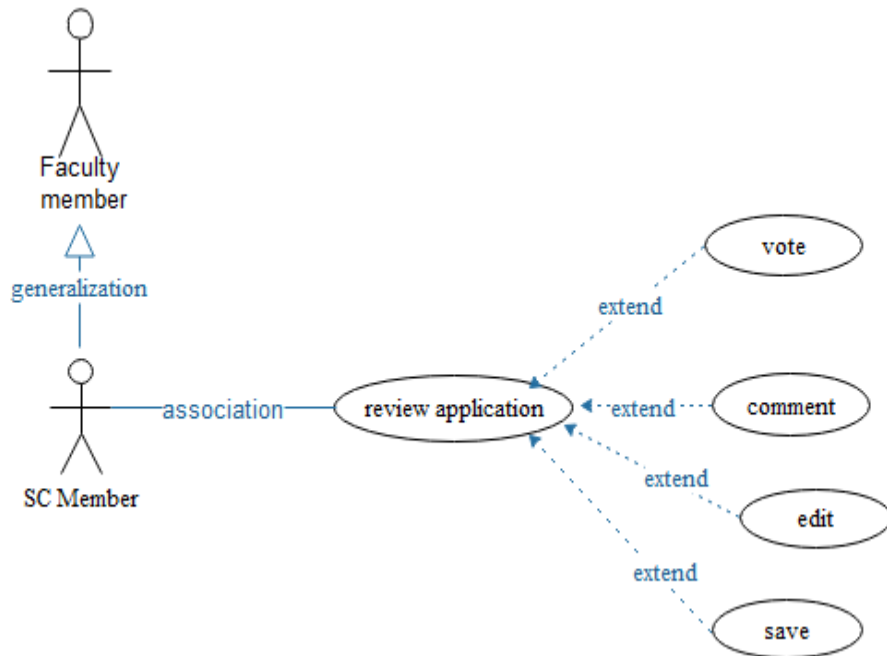 Faculty
member
generalization
vote
extend
association
review application
extend
comment
SC Member
extend
edit
extend
save